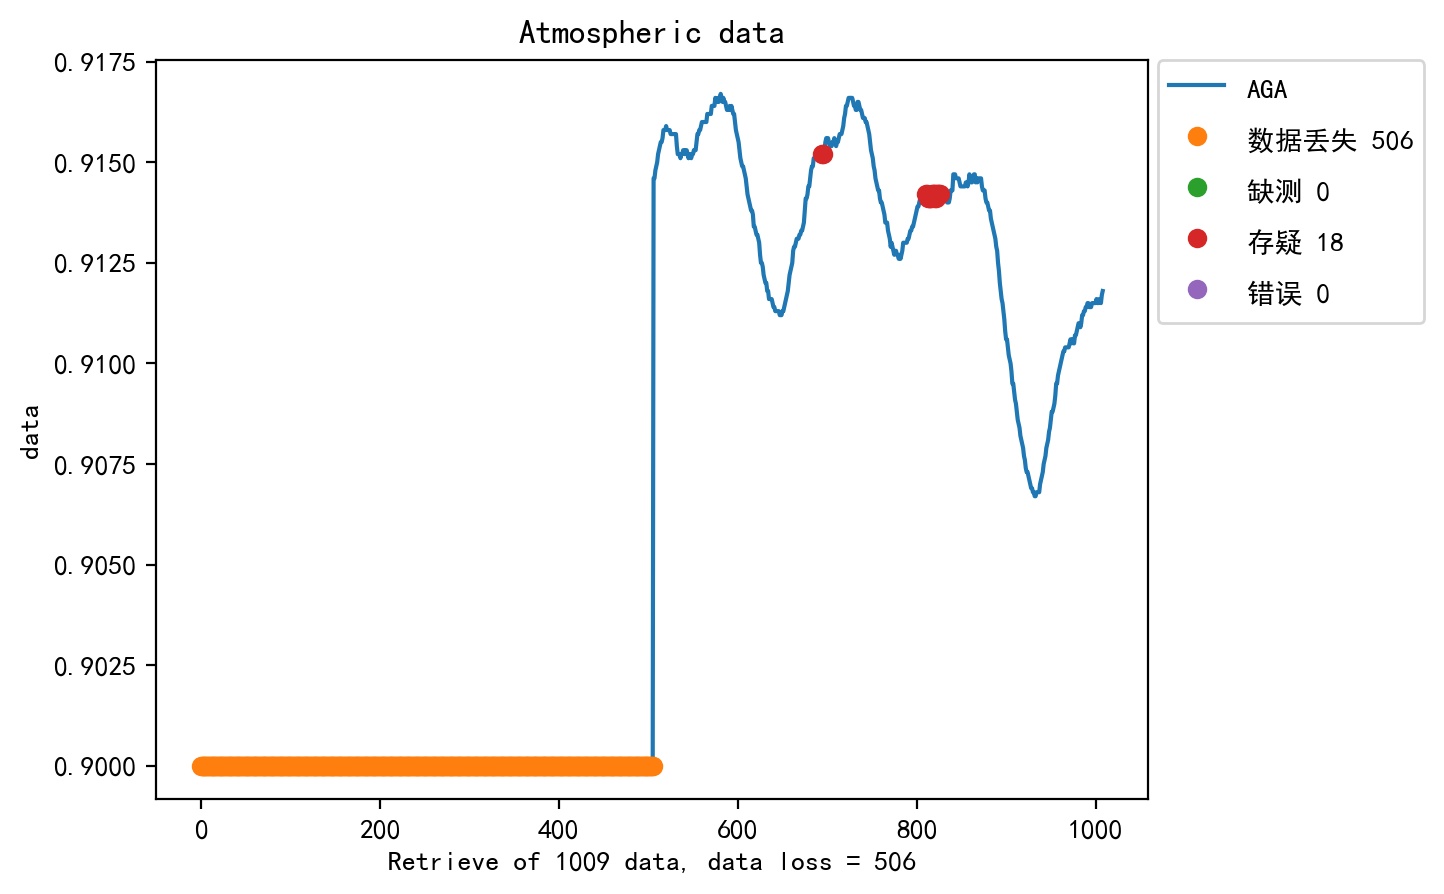 Atmospheric data
0.9175
0.9150
0.9125
0.9100
0.9075
0.9050
0.9025
0.9000
data
0
200
400
600
800
1000
Retrieve of 1009 data, data loss = 506
AGA
数据丢失 506
缺测 0
存疑 18
错误 0